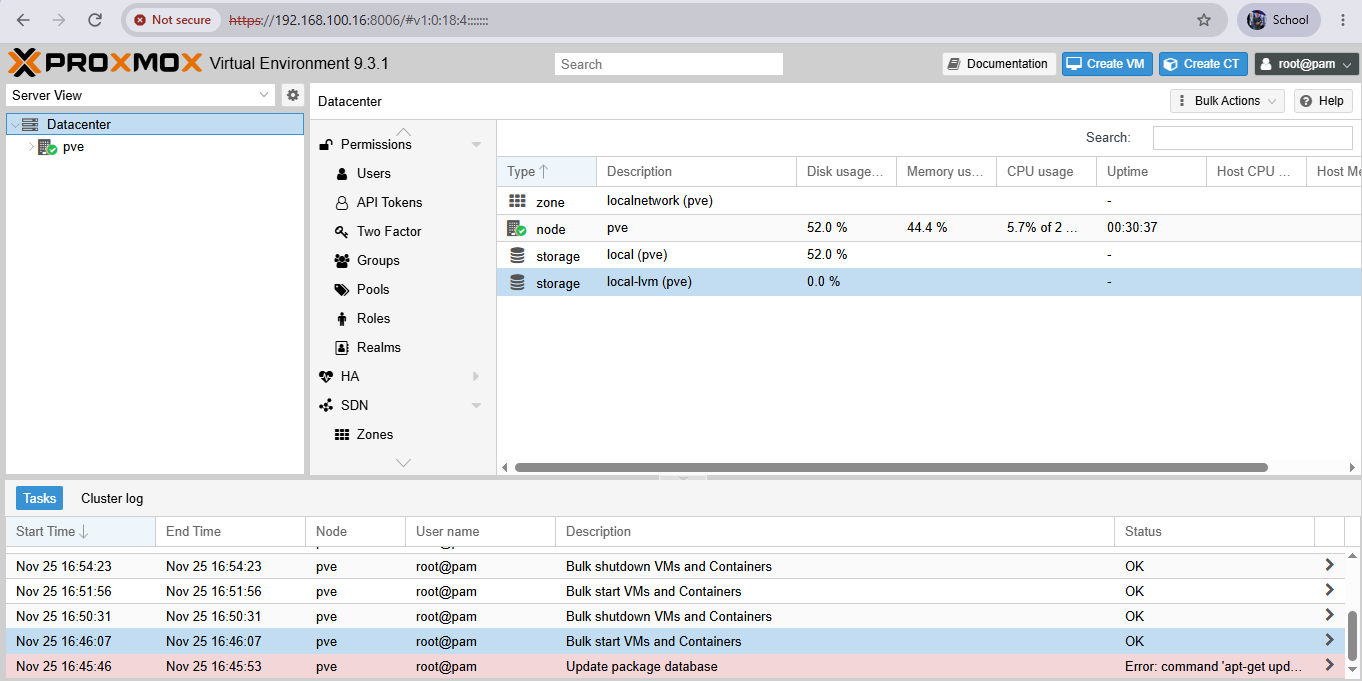 Not secure https://192.168.100.16:8006/#v1:0:18:4::::::: School
PROXMOX Virtual Environment 9.3.1 Search Documentation Create VM Create CT root@pam
Server View Datacenter Bulk Actions Help
Datacenter
pve
Permissions
Users
API Tokens
Two Factor
Groups
Pools
Roles
Realms
HA
SDN
Zones
Search:
Type Description Disk usage... Memory us... CPU usage Uptime Host CPU ... Host Me
zone localnetwork (pve) -
node pve 52.0 % 44.4 % 5.7% of 2 ... 00:30:37
storage local (pve) 52.0 % -
storage local-lvm (pve) 0.0 % -
Tasks Cluster log
Start Time End Time Node User name Description Status
Nov 25 16:54:23 Nov 25 16:54:23 pve root@pam Bulk shutdown VMs and Containers OK
Nov 25 16:51:56 Nov 25 16:51:56 pve root@pam Bulk start VMs and Containers OK
Nov 25 16:50:31 Nov 25 16:50:31 pve root@pam Bulk shutdown VMs and Containers OK
Nov 25 16:46:07 Nov 25 16:46:07 pve root@pam Bulk start VMs and Containers OK
Nov 25 16:45:46 Nov 25 16:45:53 pve root@pam Update package database Error: command 'apt-get upd...